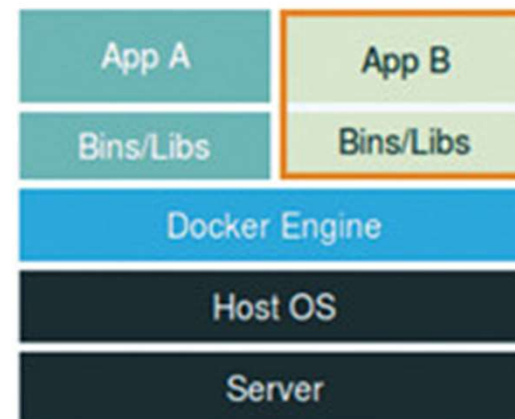 App A
App B
Bins/Libs
Bins/Libs
Docker Engine
Host OS
Server